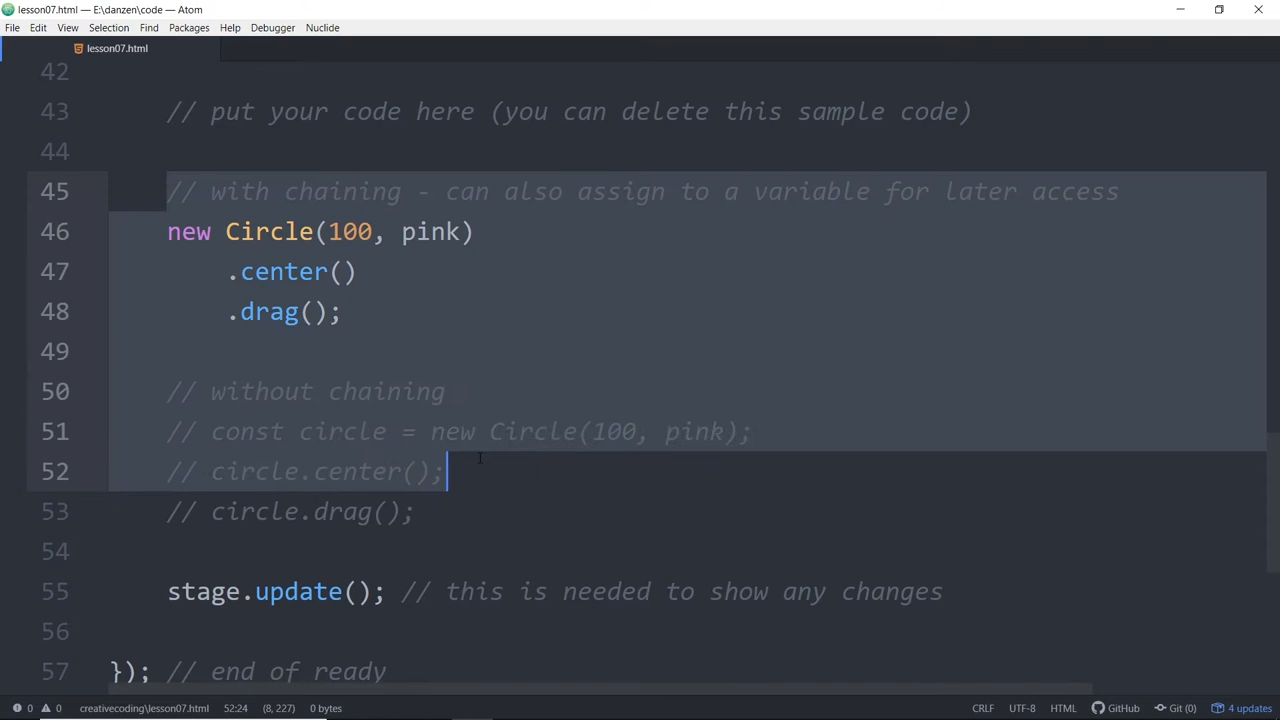 lesson07.html — E:\danzen\code — Atom
File Edit View Selection Find Packages Help Debugger Nuclide
lesson07.html
42
43 // put your code here (you can delete this sample code)
44
45 // with chaining - can also assign to a variable for later access
46 new Circle(100, pink)
47 .center()
48 .drag();
49
50 // without chaining
51 // const circle = new Circle(100, pink);
52 // circle.center();
53 // circle.drag();
54
55 stage.update(); // this is needed to show any changes
56
57 }); // end of ready
0 0 creativecoding\lesson07.html 52:24 (8, 227) 0 bytes CRLF UTF-8 HTML GitHub Git (0) 4 updates